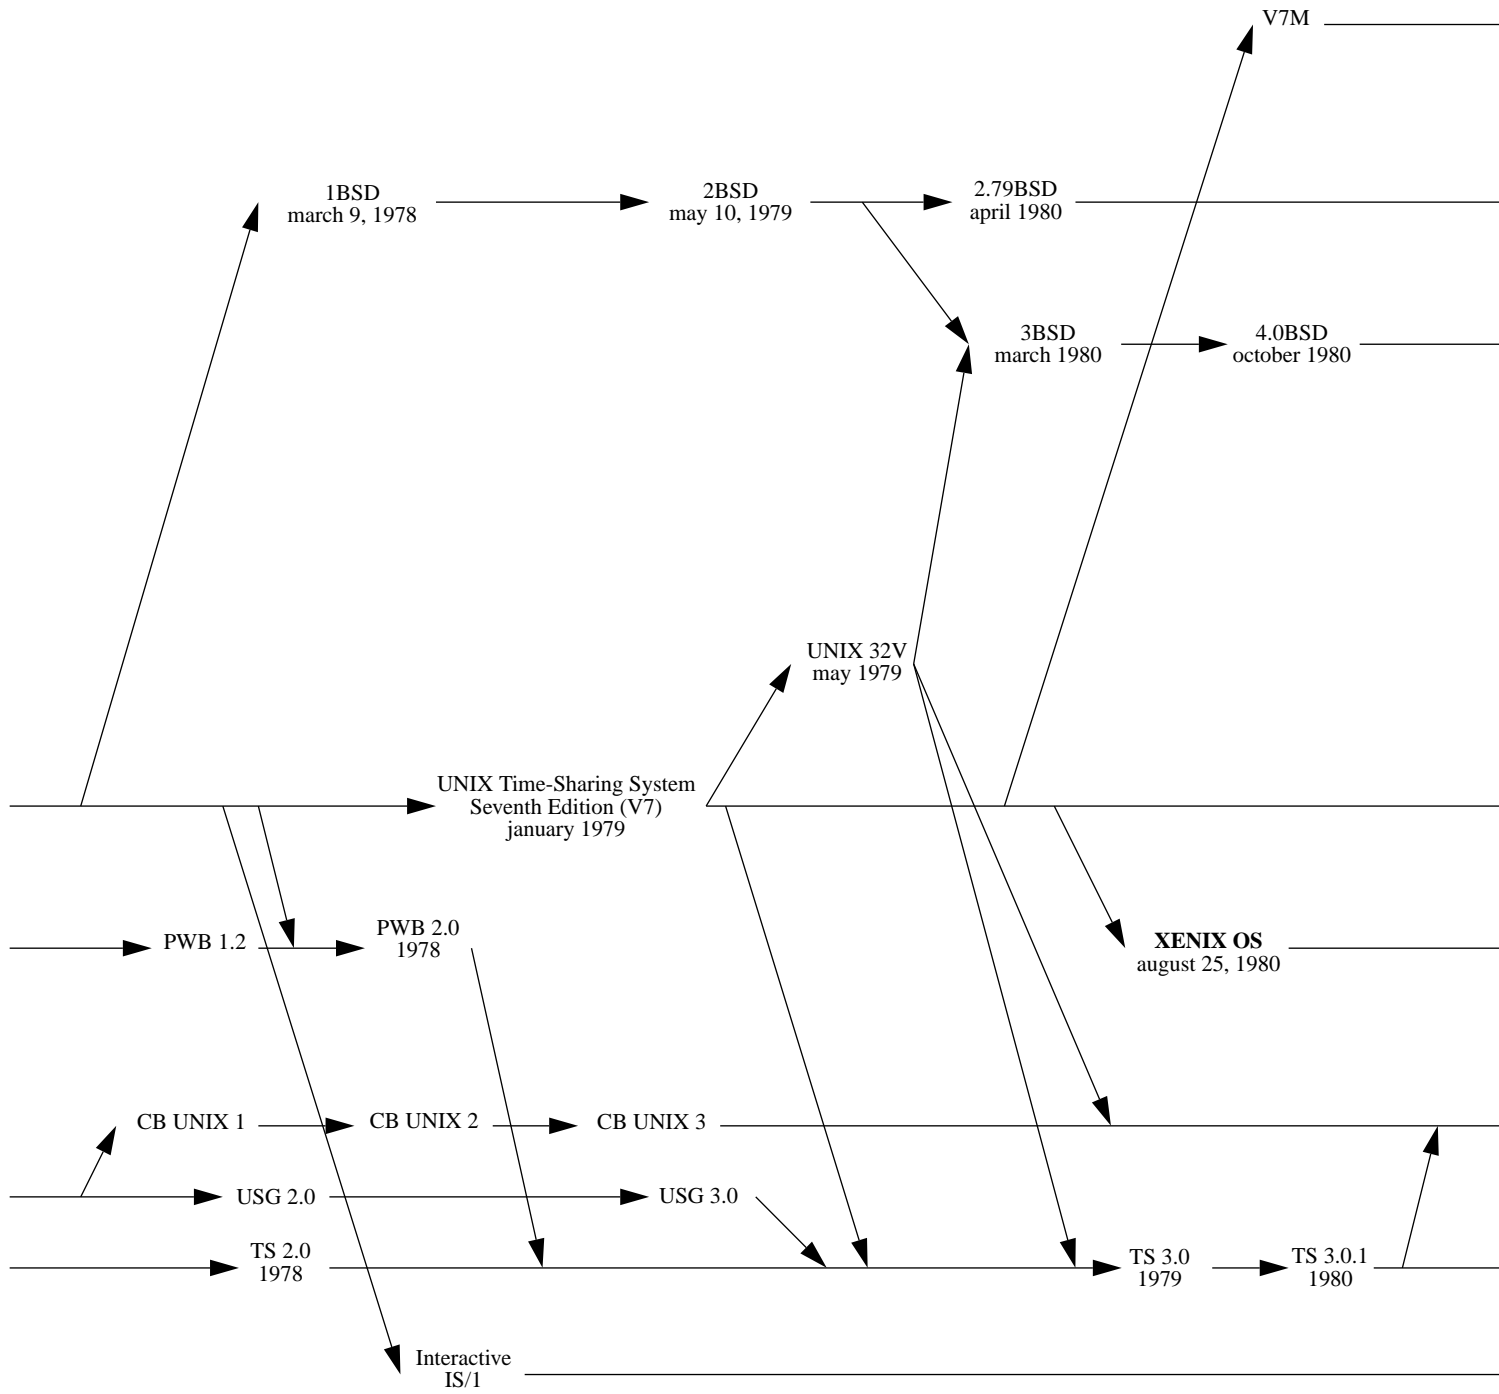 V7M
1BSD
march 9, 1978
2BSD
may 10, 1979
2.79BSD
april 1980
3BSD
march 1980
4.0BSD
october 1980
UNIX 32V
may 1979
UNIX Time-Sharing System
Seventh Edition (V7)
january 1979
PWB 1.2
PWB 2.0
1978
XENIX OS
august 25, 1980
CB UNIX 1
CB UNIX 2
CB UNIX 3
USG 2.0
USG 3.0
TS 2.0
1978
TS 3.0
1979
TS 3.0.1
1980
Interactive
IS/1